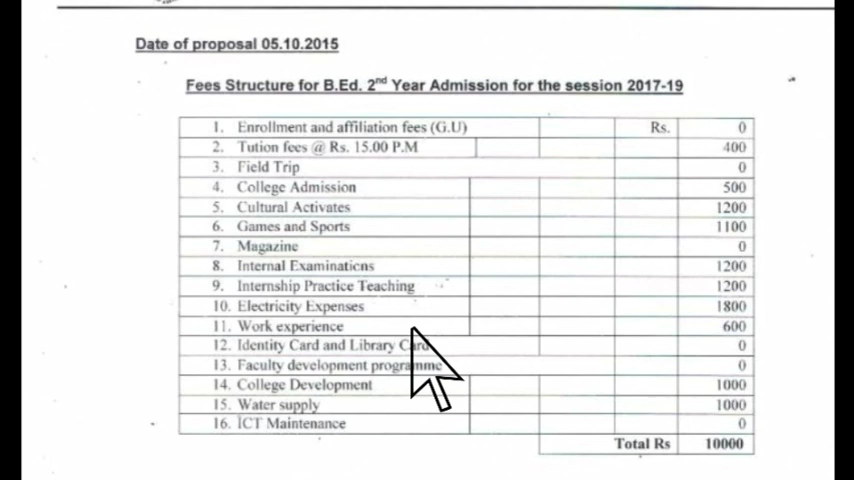 Date of proposal 05.10.2015
Fees Structure for B.Ed. 2nd Year Admission for the session 2017-19
1. Enrollment and affiliation fees (G.U) Rs. 0
2. Tution fees @ Rs. 15.00 P.M 400
3. Field Trip 0
4. College Admission 500
5. Cultural Activates 1200
6. Games and Sports 1100
7. Magazine 0
8. Internal Examinations 1200
9. Internship Practice Teaching 1200
10. Electricity Expenses 1800
11. Work experience 600
12. Identity Card and Library Card 0
13. Faculty development programme 0
14. College Development 1000
15. Water supply 1000
16. ICT Maintenance 0
Total Rs 10000